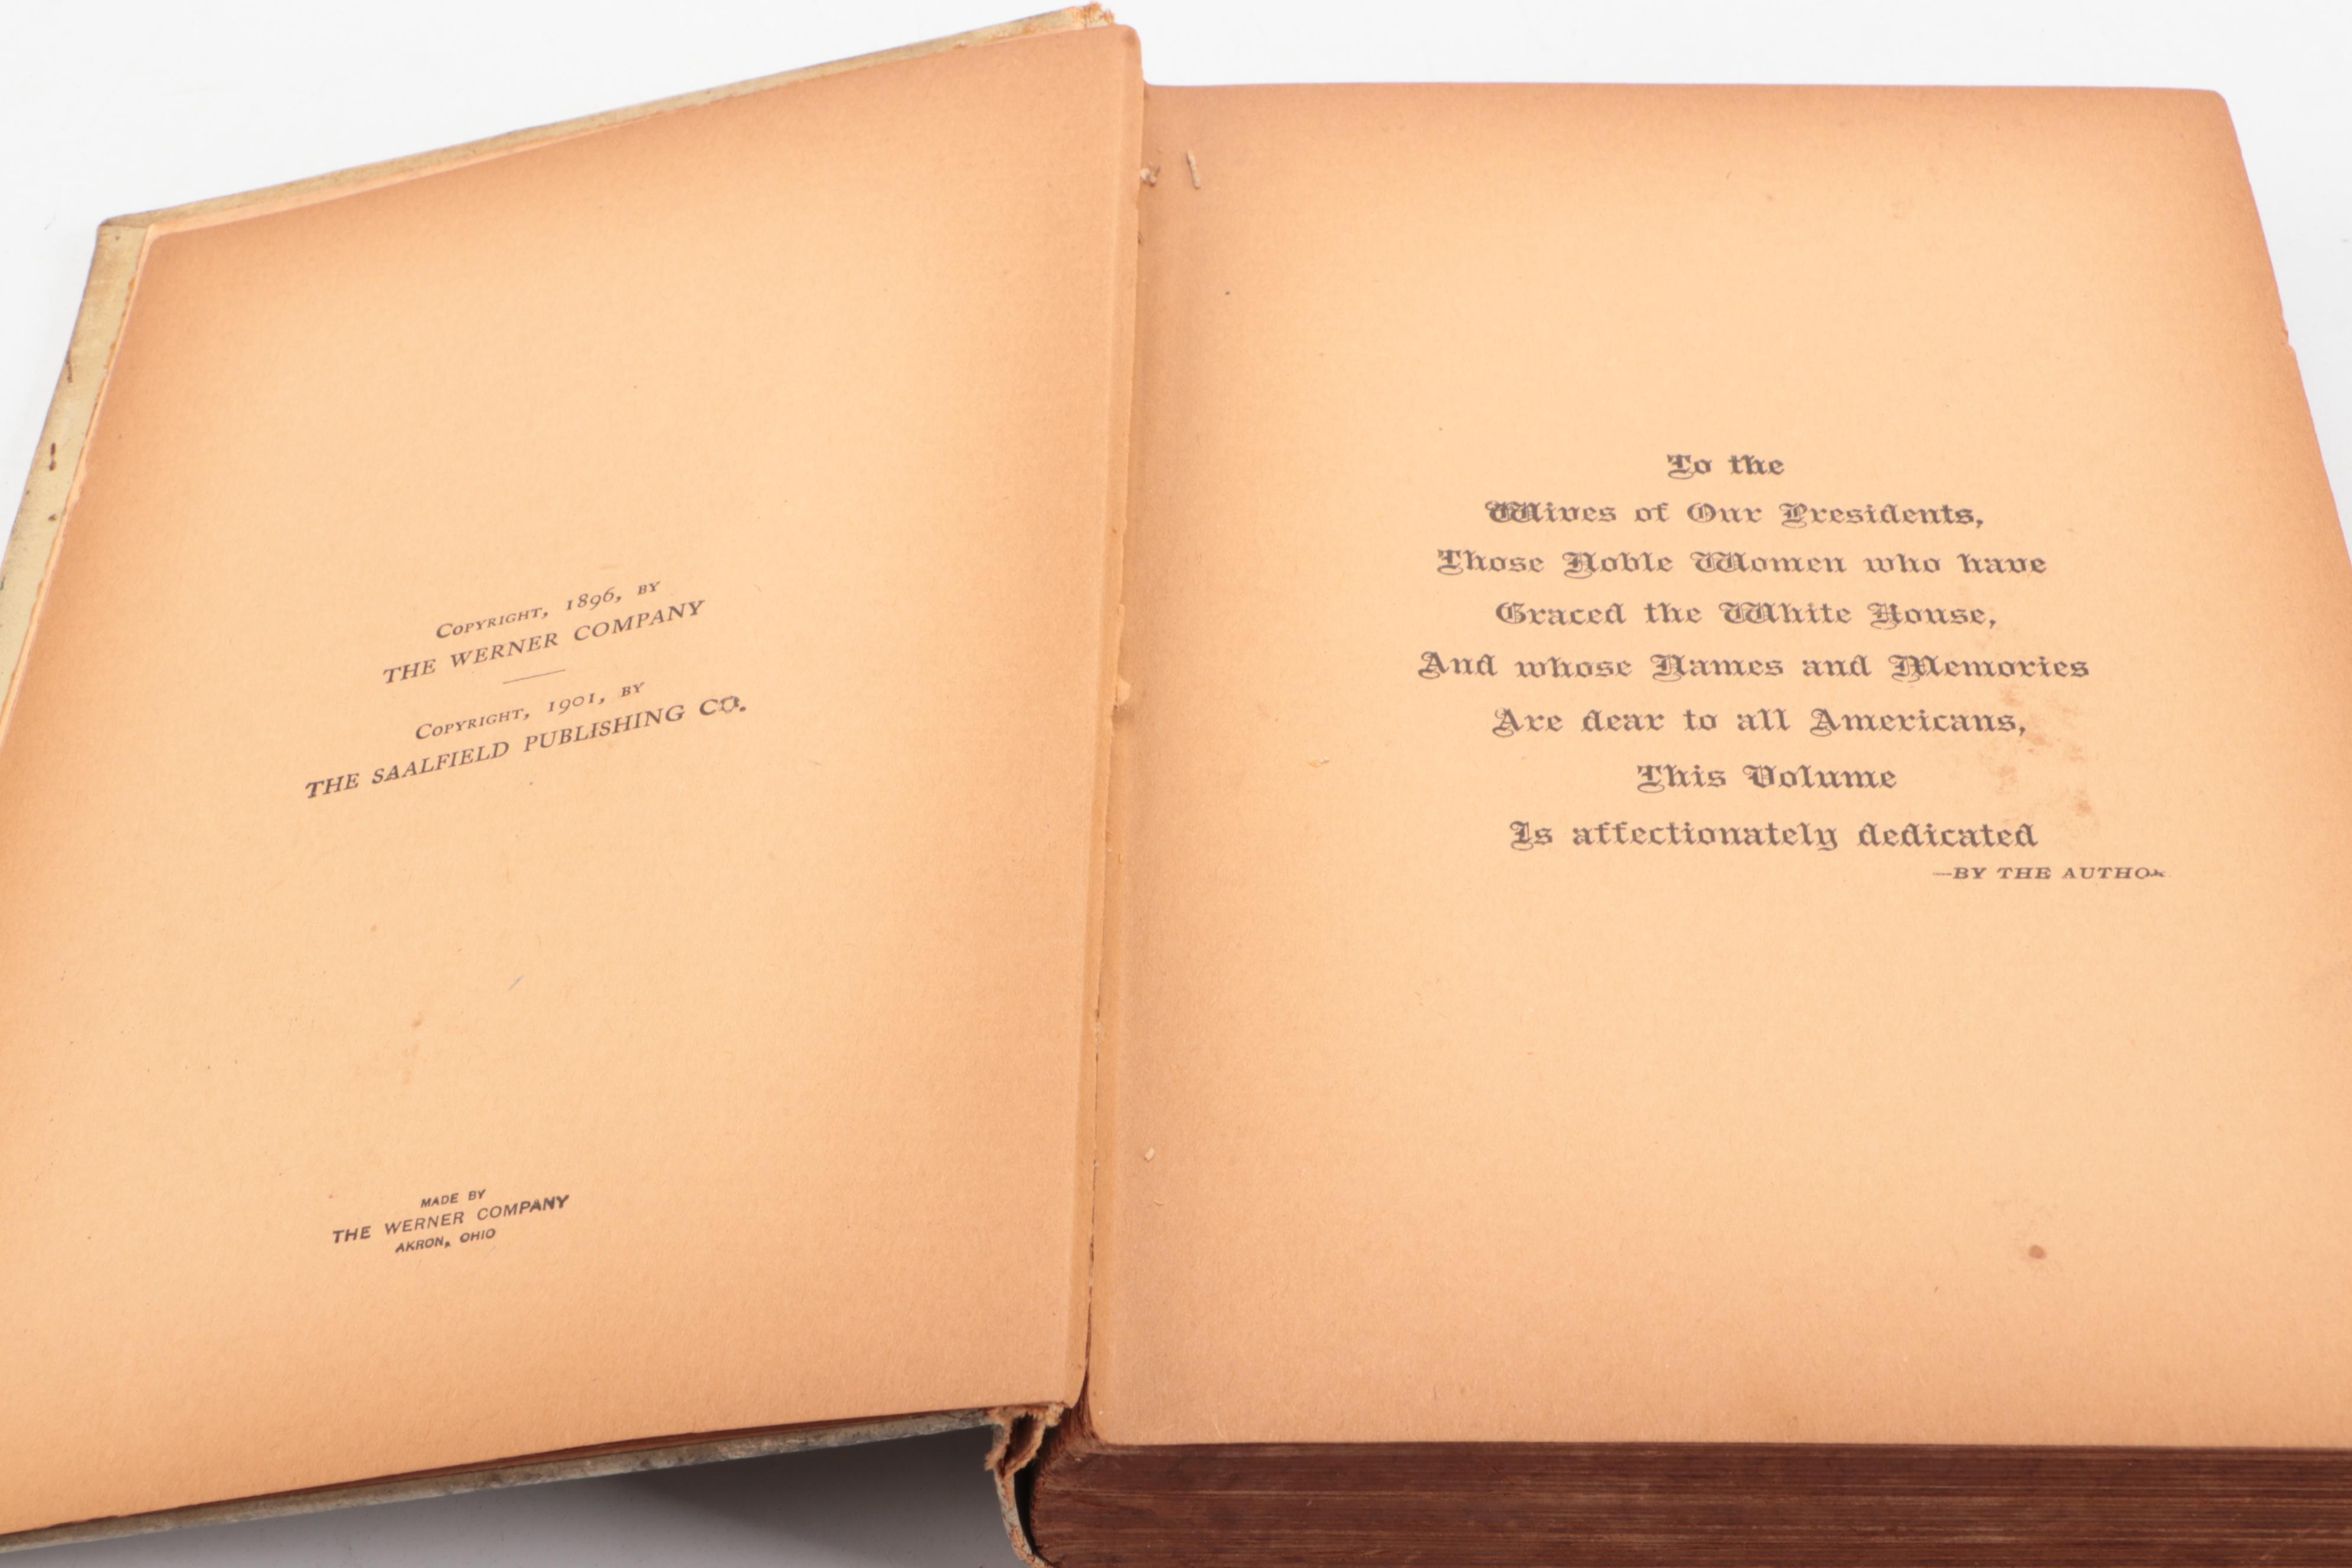 COPYRIGHT, 1896, BY
THE WERNER COMPANY
COPYRIGHT, 1901, BY
THE SAALFIELD PUBLISHING CO.
MADE BY
THE WERNER COMPANY
AKRON, OHIO
To the
Wives of Our Presidents,
Those Noble Women who have
Graced the White House,
And whose Names and Memories
Are dear to all Americans,
This Volume
Is affectionately dedicated
—BY THE AUTHOR